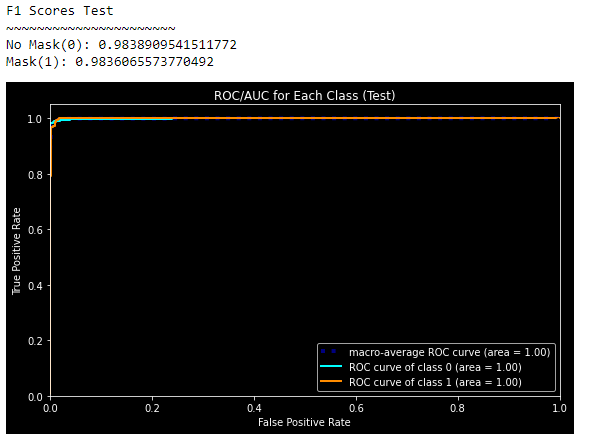 F1 Scores Test
~~~~~~~~~~~~~~~~~~~~~~
No Mask(0): 0.9838909541511772
Mask(1): 0.9836065573770492
ROC/AUC for Each Class (Test)
1.0
0.8
0.6
0.4
0.2
0.0
True Positive Rate
macro-average ROC curve (area = 1.00)
ROC curve of class 0 (area = 1.00)
ROC curve of class 1 (area = 1.00)
0.0 0.2 0.4 0.6 0.8 1.0
False Positive Rate